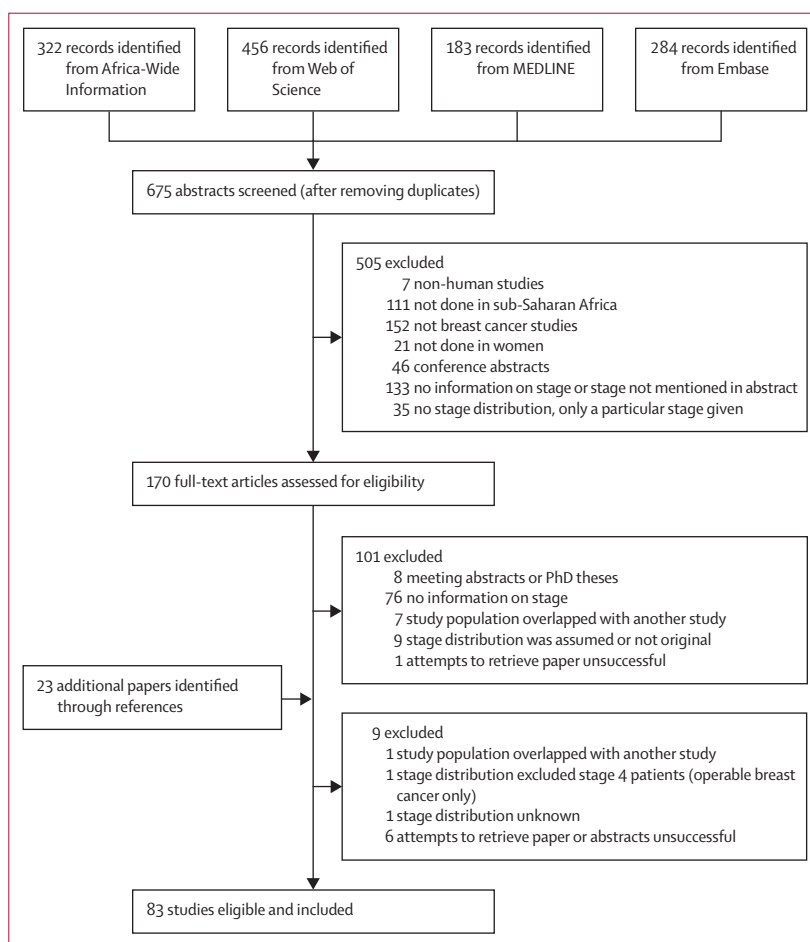 322 records identified
from Africa-Wide
Information
456 records identified
from Web of
Science
183 records identified
from MEDLINE
284 records identified
from Embase
675 abstracts screened (after removing duplicates)
505 excluded
7 non-human studies
111 not done in sub-Saharan Africa
152 not breast cancer studies
21 not done in women
46 conference abstracts
133 no information on stage or stage not mentioned in abstract
35 no stage distribution, only a particular stage given
170 full-text articles assessed for eligibility
101 excluded
8 meeting abstracts or PhD theses
76 no information on stage
7 study population overlapped with another study
9 stage distribution was assumed or not original
1 attempts to retrieve paper unsuccessful
23 additional papers identified
through references
9 excluded
1 study population overlapped with another study
1 stage distribution excluded stage 4 patients (operable breast
cancer only)
1 stage distribution unknown
6 attempts to retrieve paper or abstracts unsuccessful
83 studies eligible and included